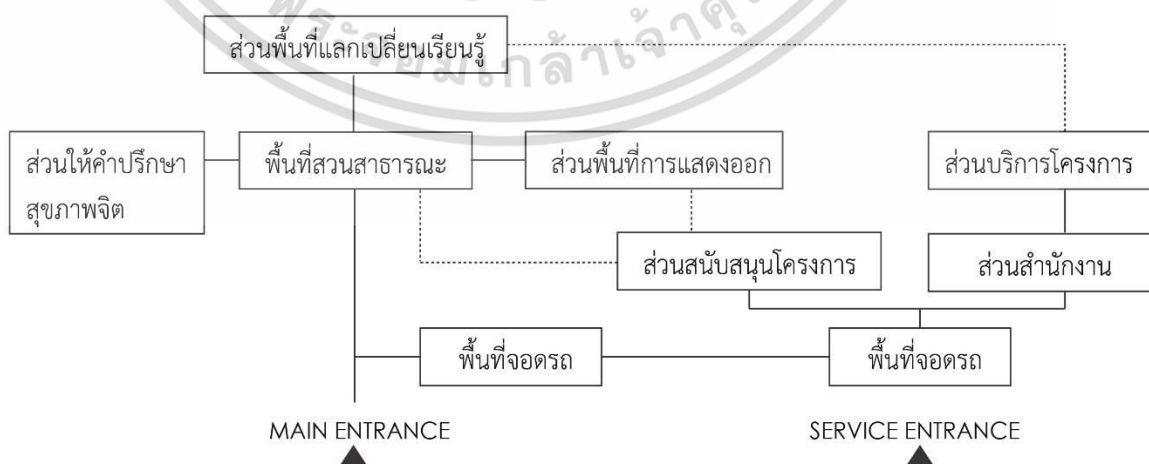 ส่วนพื้นที่แลกเปลี่ยนเรียนรู้
ส่วนให้คำปรึกษา
สุขภาพจิต
พื้นที่สวนสาธารณะ
ส่วนพื้นที่การแสดงออก
ส่วนบริการโครงการ
ส่วนสนับสนุนโครงการ
ส่วนสำนักงาน
พื้นที่จอดรถ
พื้นที่จอดรถ
MAIN ENTRANCE
SERVICE ENTRANCE